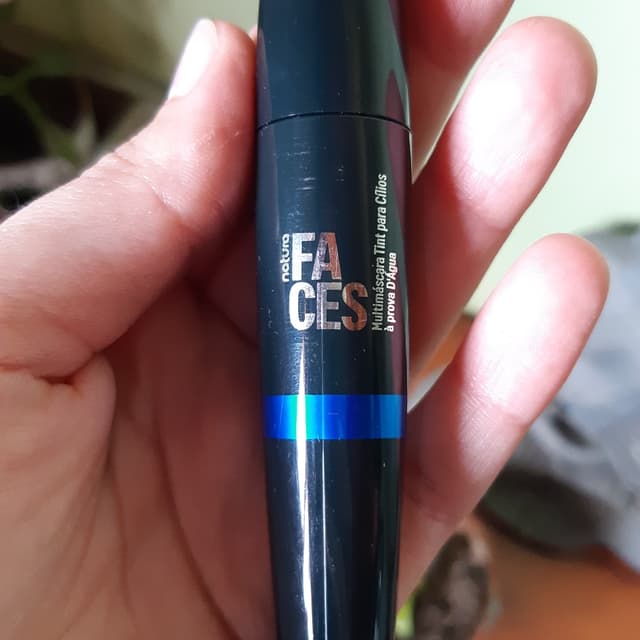 natura
FA
CES
Multimáscara Tint para Cílios
à prova D'Água